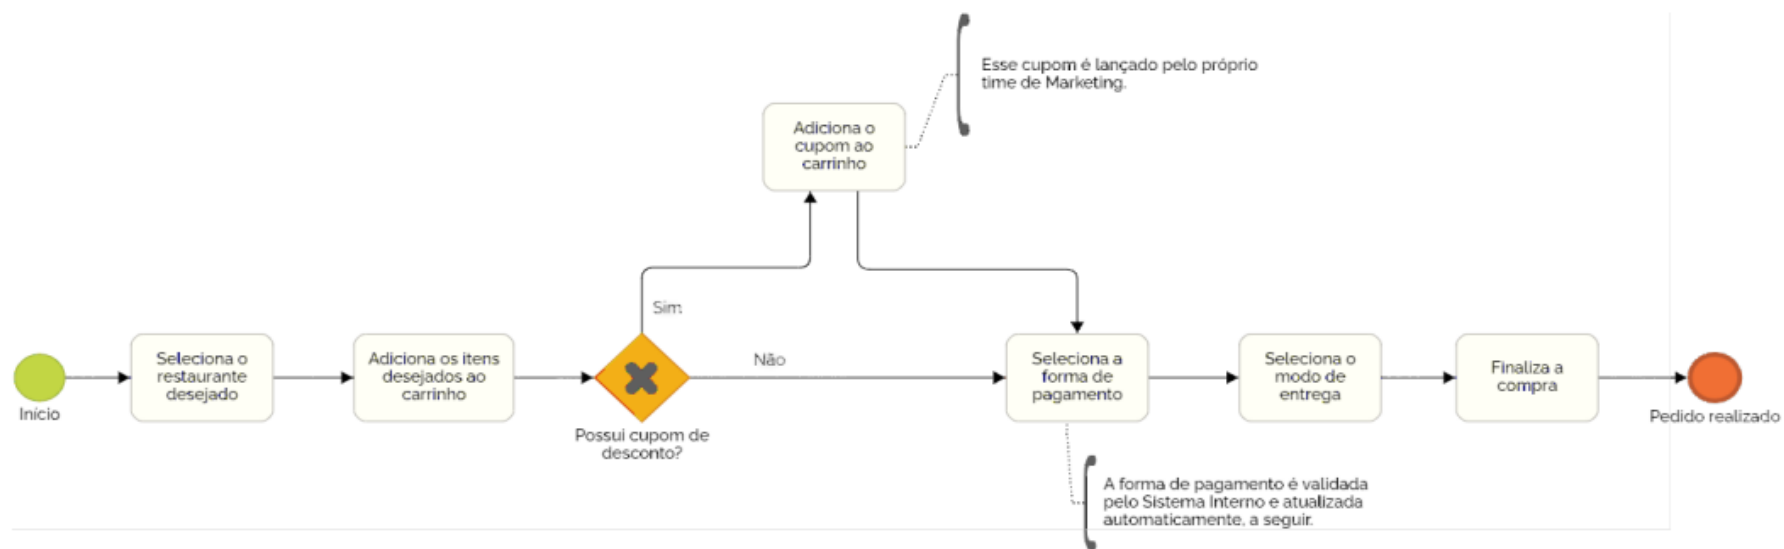 Esse cupom é lançado pelo próprio
time de Marketing.
Adiciona o
cupom ao
carrinho
Sim
Início
Seleciona o
restaurante
desejado
Adiciona os itens
desejados ao
carrinho
Possui cupom de
desconto?
Não
Seleciona a
forma de
pagamento
Seleciona o
modo de
entrega
Finaliza a
compra
Pedido realizado
A forma de pagamento é validada
pelo Sistema Interno e atualizada
automaticamente, a seguir.